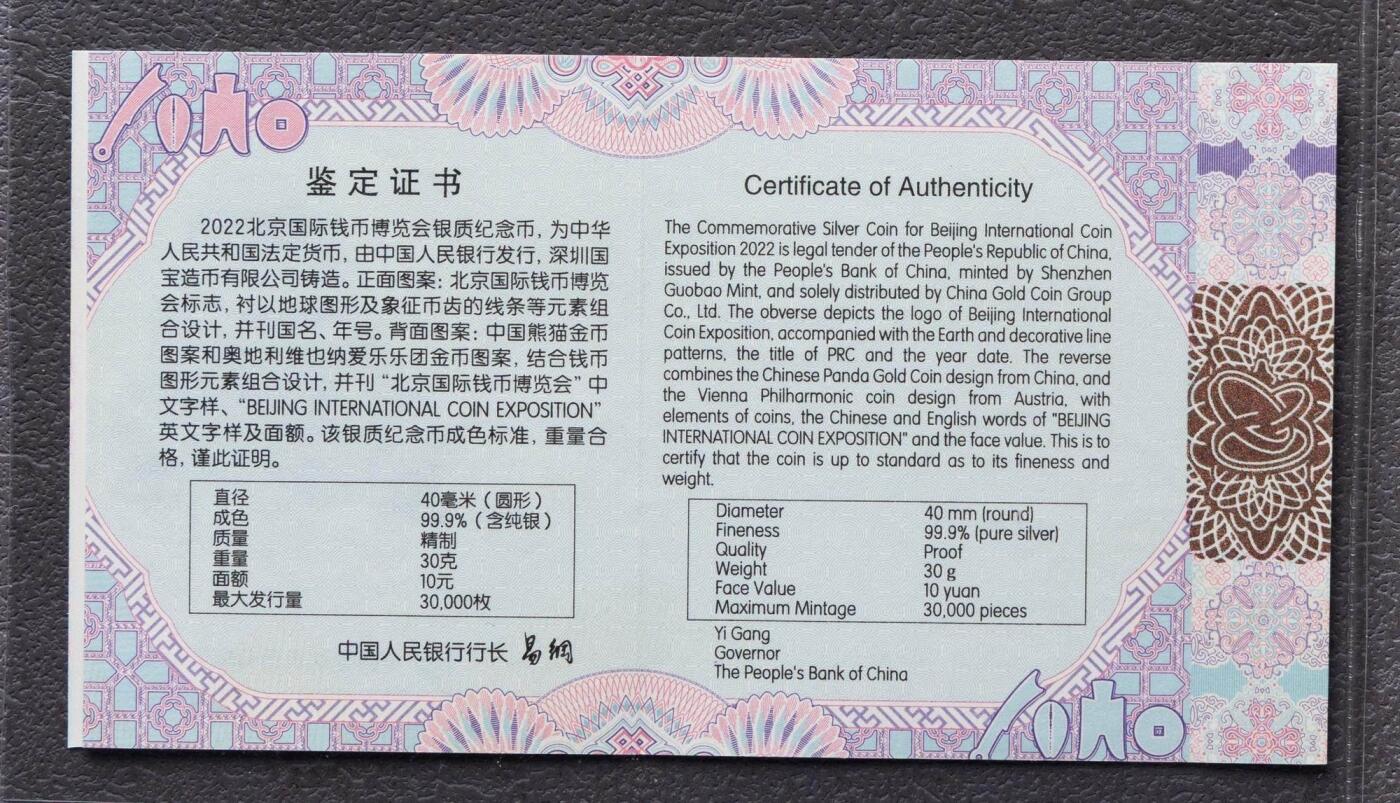 鉴定证书
2022北京国际钱币博览会银质纪念币，为中华
人民共和国法定货币，由中国人民银行发行，深圳国
宝造币有限公司铸造。正面图案：北京国际钱币博览
会标志，衬以地球图形及象征币齿的线条等元素组
合设计，并刊国名、年号。背面图案：中国熊猫金币
图案和奥地利维也纳爱乐乐团金币图案，结合钱币
图形元素组合设计，并刊“北京国际钱币博览会”中
文字样、“BEIJING INTERNATIONAL COIN EXPOSITION”
英文字样及面额。该银质纪念币成色标准，重量合
格，谨此证明。
直径 40毫米（圆形）
成色 99.9%（含纯银）
质量 精制
重量 30克
面额 10元
最大发行量 30,000枚
中国人民银行行长 易纲
Certificate of Authenticity
The Commemorative Silver Coin for Beijing International Coin
Exposition 2022 is legal tender of the People's Republic of China,
issued by the People's Bank of China, minted by Shenzhen
Guobao Mint, and solely distributed by China Gold Coin Group
Co., Ltd. The obverse depicts the logo of Beijing International
Coin Exposition, accompanied with the Earth and decorative line
patterns, the title of PRC and the year date. The reverse
combines the Chinese Panda Gold Coin design from China, and
the Vienna Philharmonic coin design from Austria, with
elements of coins, the Chinese and English words of "BEIJING
INTERNATIONAL COIN EXPOSITION" and the face value. This is to
certify that the coin is up to standard as to its fineness and
weight.
Diameter 40 mm (round)
Fineness 99.9% (pure silver)
Quality Proof
Weight 30 g
Face Value 10 yuan
Maximum Mintage 30,000 pieces
Yi Gang
Governor
The People's Bank of China